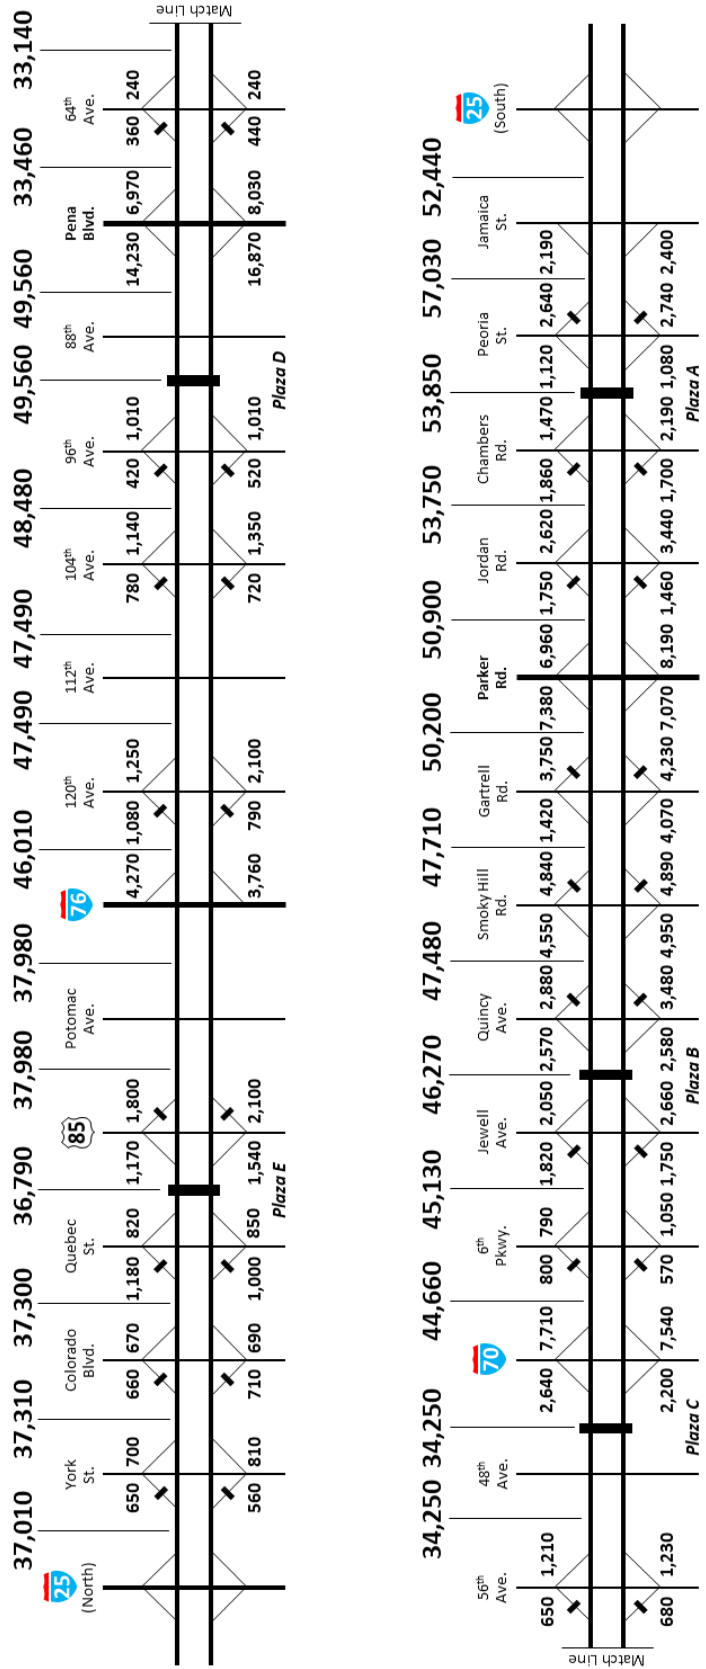 37,010 37,310 37,300 36,790 37,980 37,980 46,010 47,490 47,490 48,480 49,560 49,560 33,460 33,140
25
(North)
York
St.
Colorado
Blvd.
Quebec
St.
85
Potomac
Ave.
76
120th
Ave.
112th
Ave.
104th
Ave.
96th
Ave.
88th
Ave.
Pena
Blvd.
64th
Ave.
650 700 660 670 1,180 820 1,170 1,800 4,270 1,080 1,250 780 1,140 420 1,010 14,230 6,970 360 240
Match Line
560 810 710 690 1,000 850 1,540 2,100 3,760 790 2,100 720 1,350 520 1,010 16,870 8,030 440 240
Plaza E
Plaza D
34,250 34,250 44,660 45,130 46,270 47,480 47,710 50,200 50,900 53,750 53,850 57,030 52,440
56th
Ave.
48th
Ave.
70
6th
Pkwy.
Jewell
Ave.
Quincy
Ave.
Smoky Hill
Rd.
Gartrell
Rd.
Parker
Rd.
Jordan
Rd.
Chambers
Rd.
Peoria
St.
Jamaica
St.
25
(South)
650 1,210 2,640 7,710 800 790 1,820 2,050 2,570 2,880 4,550 4,840 1,420 3,750 7,380 6,960 1,750 2,620 1,860 1,470 1,120 2,640 2,190
Match Line
680 1,230 2,200 7,540 570 1,050 1,750 2,660 2,580 3,480 4,950 4,890 4,070 4,230 7,070 8,190 1,460 3,440 1,700 2,190 1,080 2,740 2,400
Plaza C
Plaza B
Plaza A